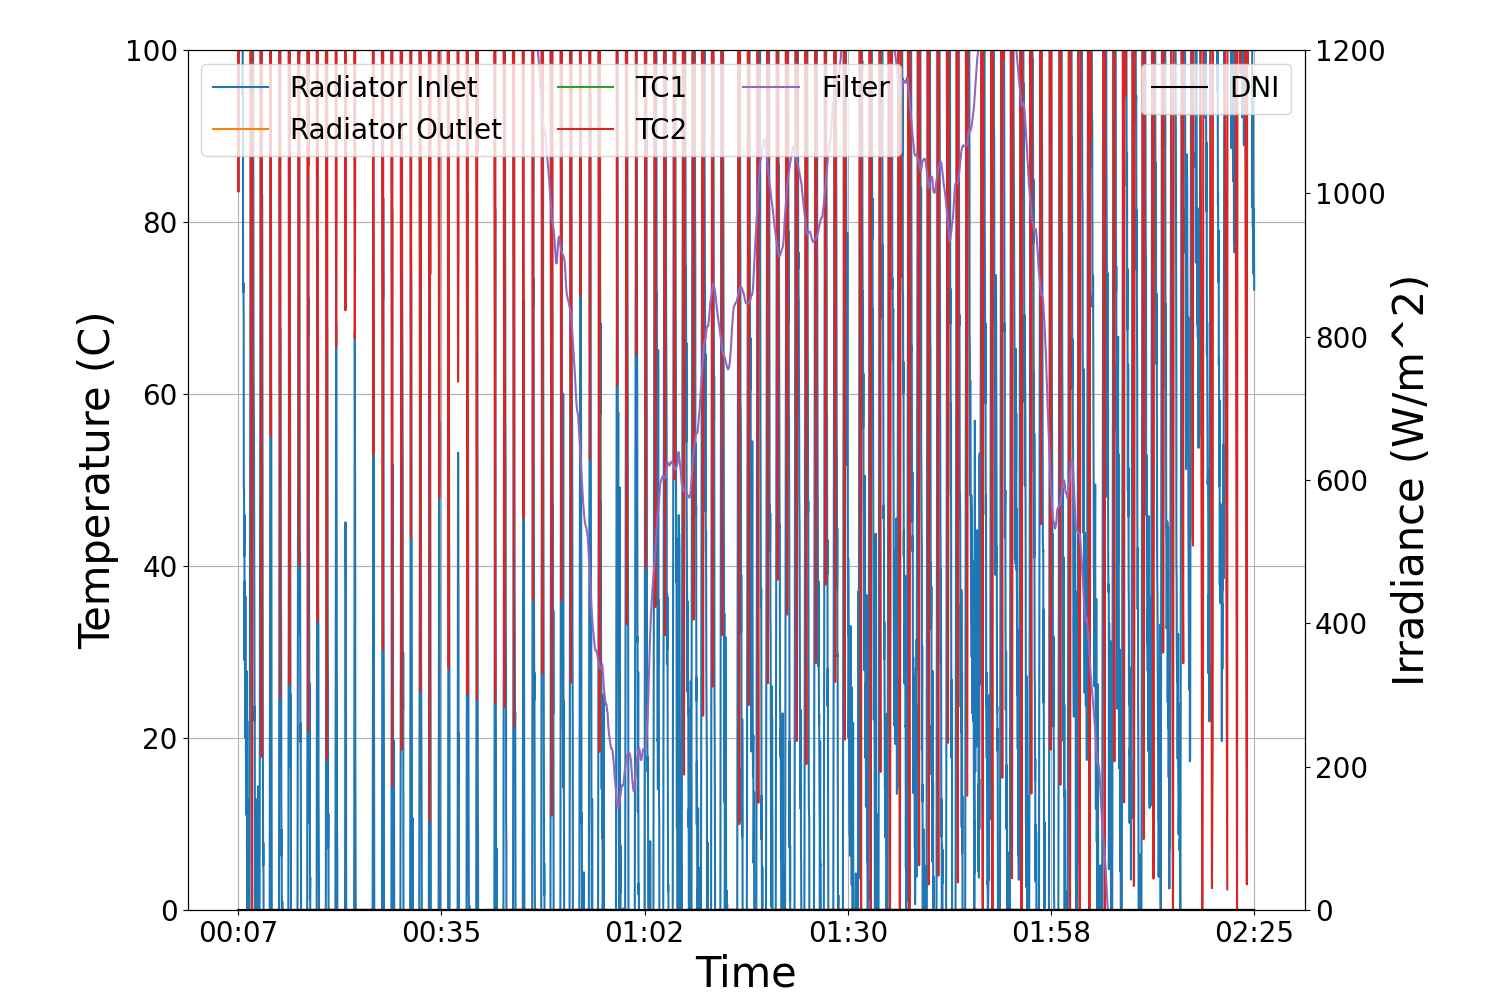 Radiator Inlet
Radiator Outlet
TC1
TC2
Filter
DNI
100
80
60
40
20
0
Temperature (C)
1200
1000
800
600
400
200
0
Irradiance (W/m^2)
00:07 00:35 01:02 01:30 01:58 02:25
Time